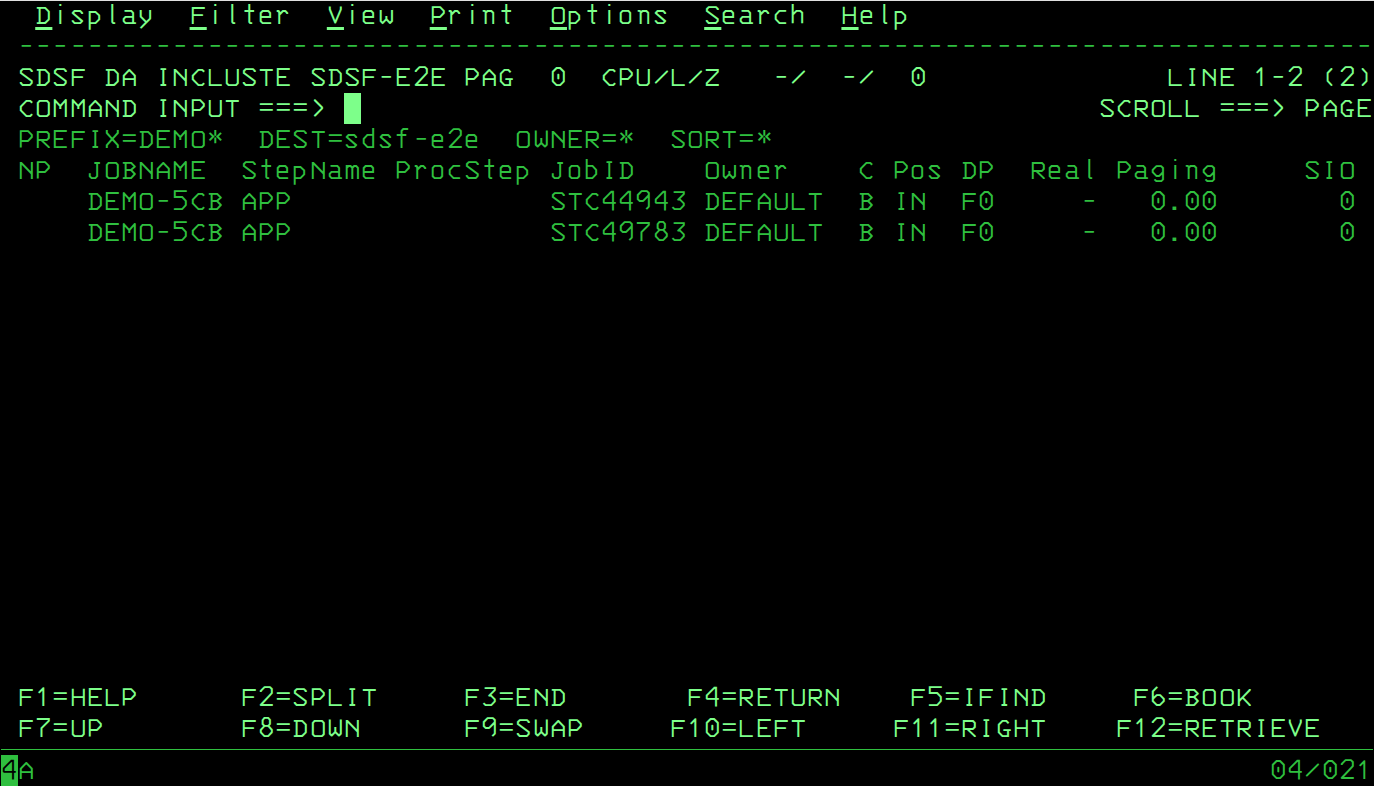 Display  Filter  View  Print  Options  Search  Help
-------------------------------------------------------------------------------
SDSF DA INCLUSTE SDSF-E2E PAG  0  CPU/L/Z   -/  -/  0              LINE 1-2 (2)
COMMAND INPUT ===>                                             SCROLL ===> PAGE
PREFIX=DEMO*  DEST=sdsf-e2e  OWNER=*  SORT=*
NP  JOBNAME  StepName ProcStep JobID    Owner    C Pos DP  Real Paging     SIO
    DEMO-5CB APP               STC44943 DEFAULT  B IN  F0     -   0.00       0
    DEMO-5CB APP               STC49783 DEFAULT  B IN  F0     -   0.00       0
F1=HELP      F2=SPLIT     F3=END       F4=RETURN    F5=IFIND     F6=BOOK
F7=UP        F8=DOWN      F9=SWAP     F10=LEFT     F11=RIGHT    F12=RETRIEVE
4A                                                                       04/021